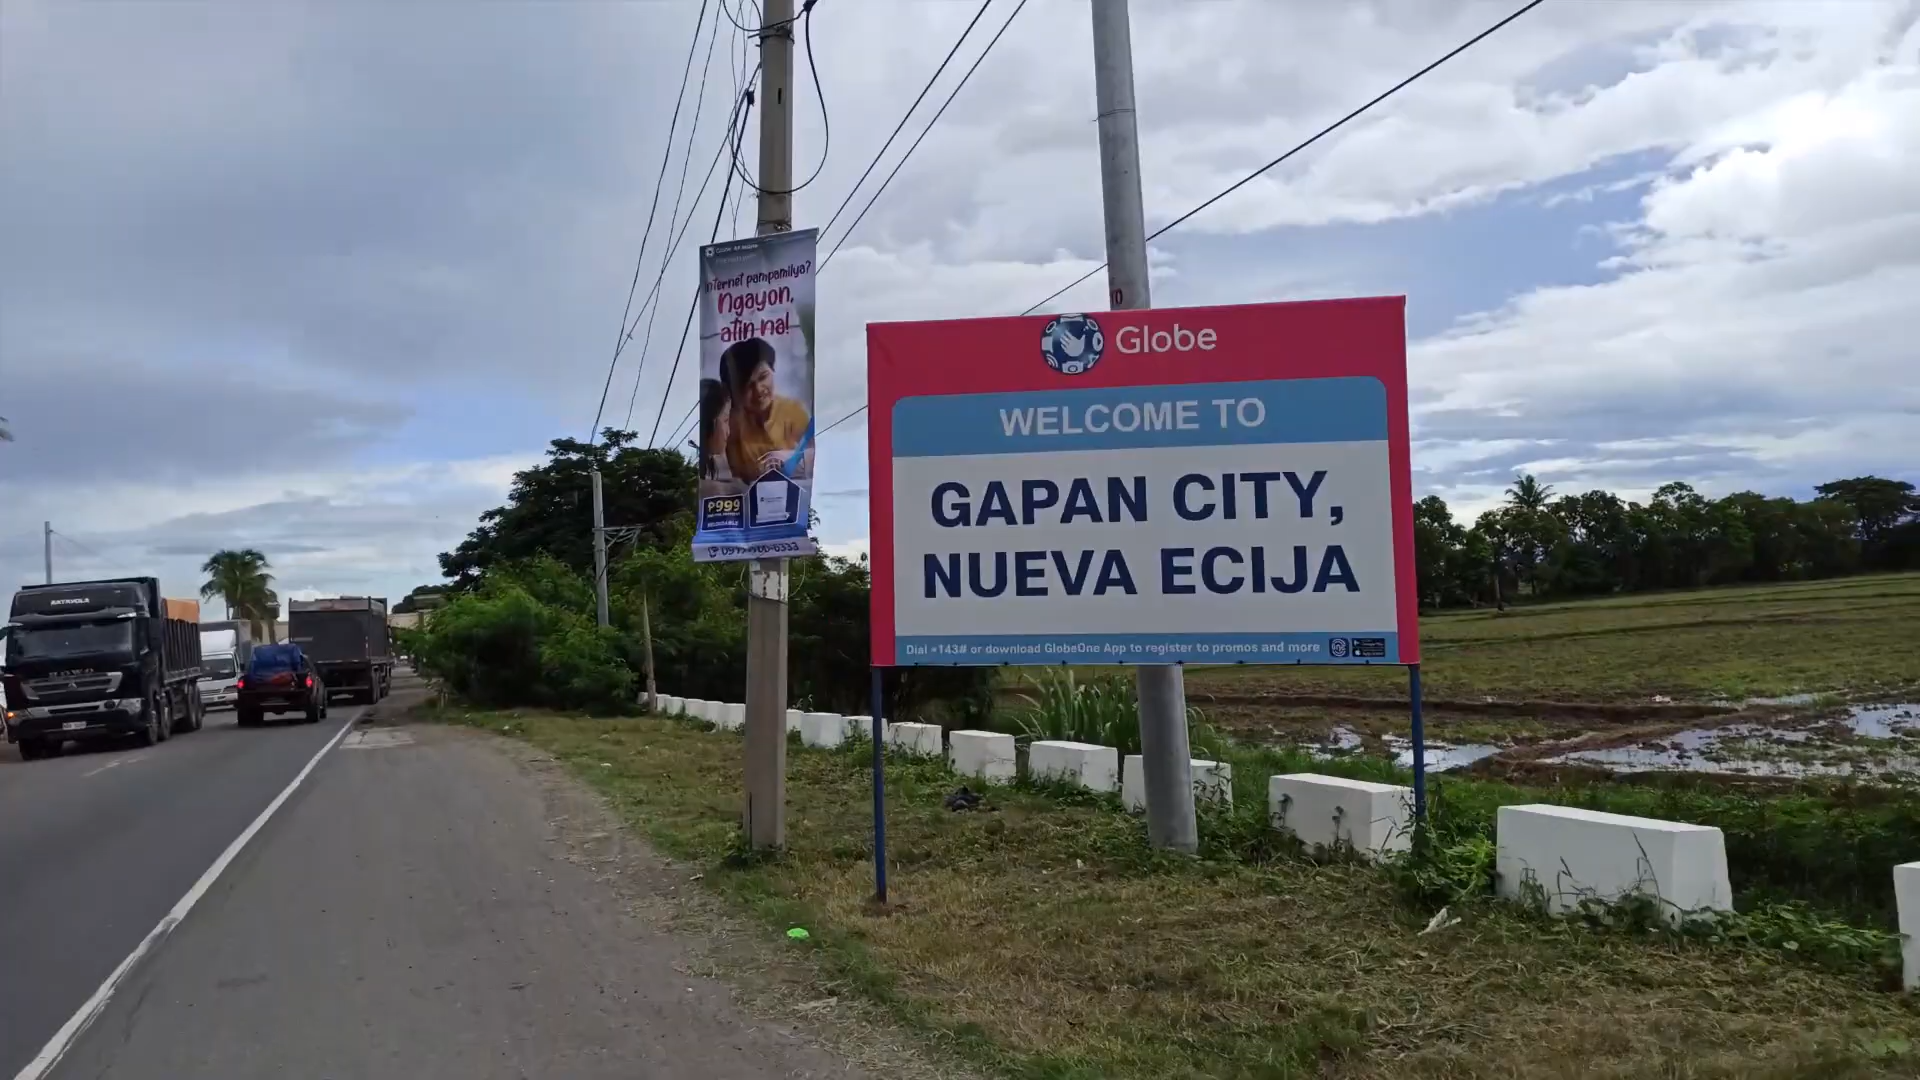 Internet pampamilya?
Ngayon,
atin na!
₱999
Globe
WELCOME TO
GAPAN CITY,
NUEVA ECIJA
Dial *143# or download GlobeOne App to register to promos and more